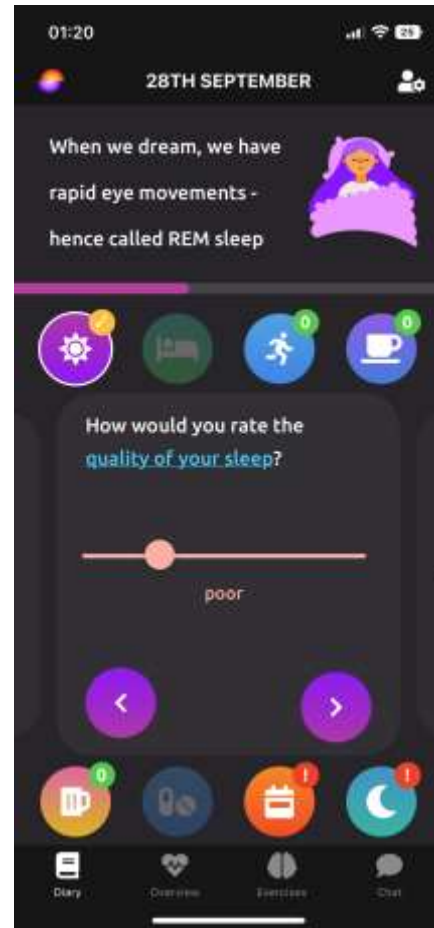 01:20
25
28TH SEPTEMBER
When we dream, we have
rapid eye movements -
hence called REM sleep
0
0
How would you rate the
quality of your sleep?
poor
0
!
!
Diary
Overview
Exercises
Chat